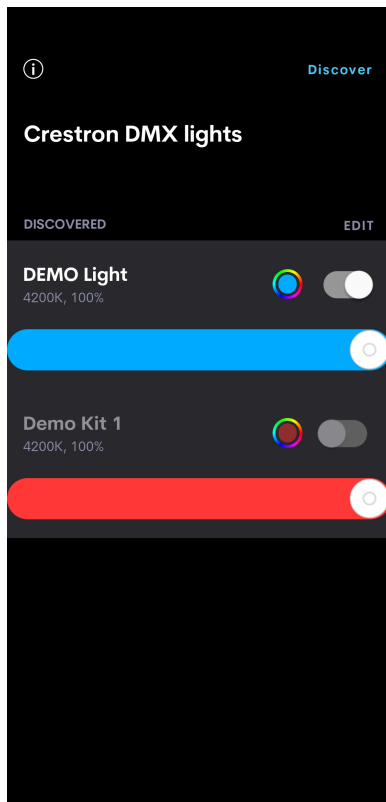 Discover
Crestron DMX lights
DISCOVERED
EDIT
DEMO Light
4200K, 100%
Demo Kit 1
4200K, 100%